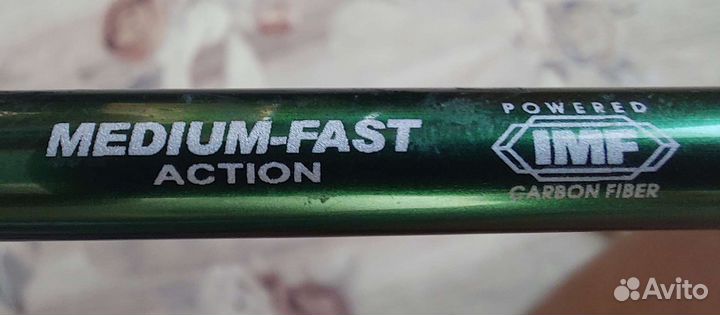 MEDIUM-FAST
ACTION
POWERED
IMF
CARBON FIBER
Avito